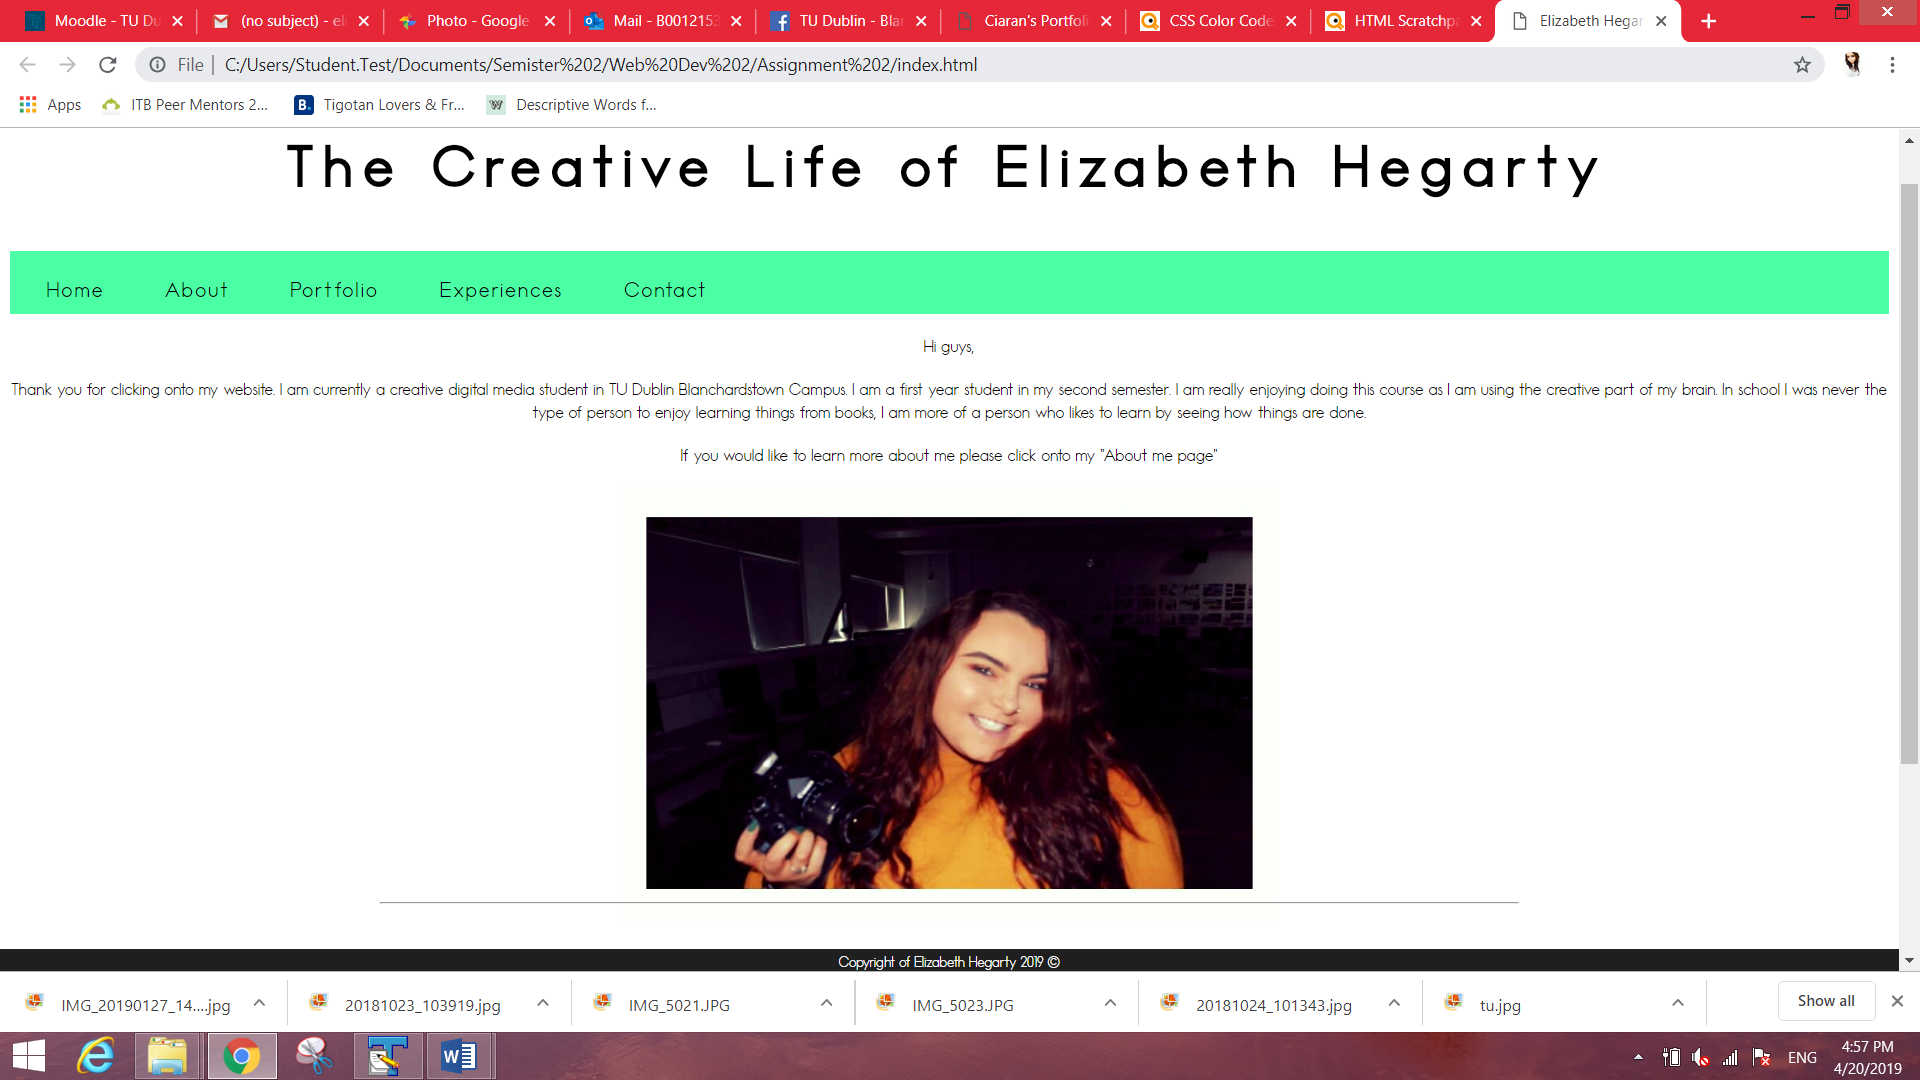 Moodle - TU Du
(no subject) - eli
Photo - Google
Mail - B0012153
TU Dublin - Blan
Ciaran's Portfoli
CSS Color Code
HTML Scratchpa
Elizabeth Hegar
File | C:/Users/Student.Test/Documents/Semister%202/Web%20Dev%202/Assignment%202/index.html
Apps
ITB Peer Mentors 2...
B. Tigotan Lovers & Fr...
W Descriptive Words f...
The Creative Life of Elizabeth Hegarty
Home About Portfolio Experiences Contact
Hi guys,
Thank you for clicking onto my website. I am currently a creative digital media student in TU Dublin Blanchardstown Campus. I am a first year student in my second semester. I am really enjoying doing this course as I am using the creative part of my brain. In school I was never the
type of person to enjoy learning things from books, I am more of a person who likes to learn by seeing how things are done.
If you would like to learn more about me please click onto my "About me page"
Copyright of Elizabeth Hegarty 2019 ©
IMG_20190127_14....jpg
20181023_103919.jpg
IMG_5021.JPG
IMG_5023.JPG
20181024_101343.jpg
tu.jpg
Show all
ENG
4:57 PM
4/20/2019